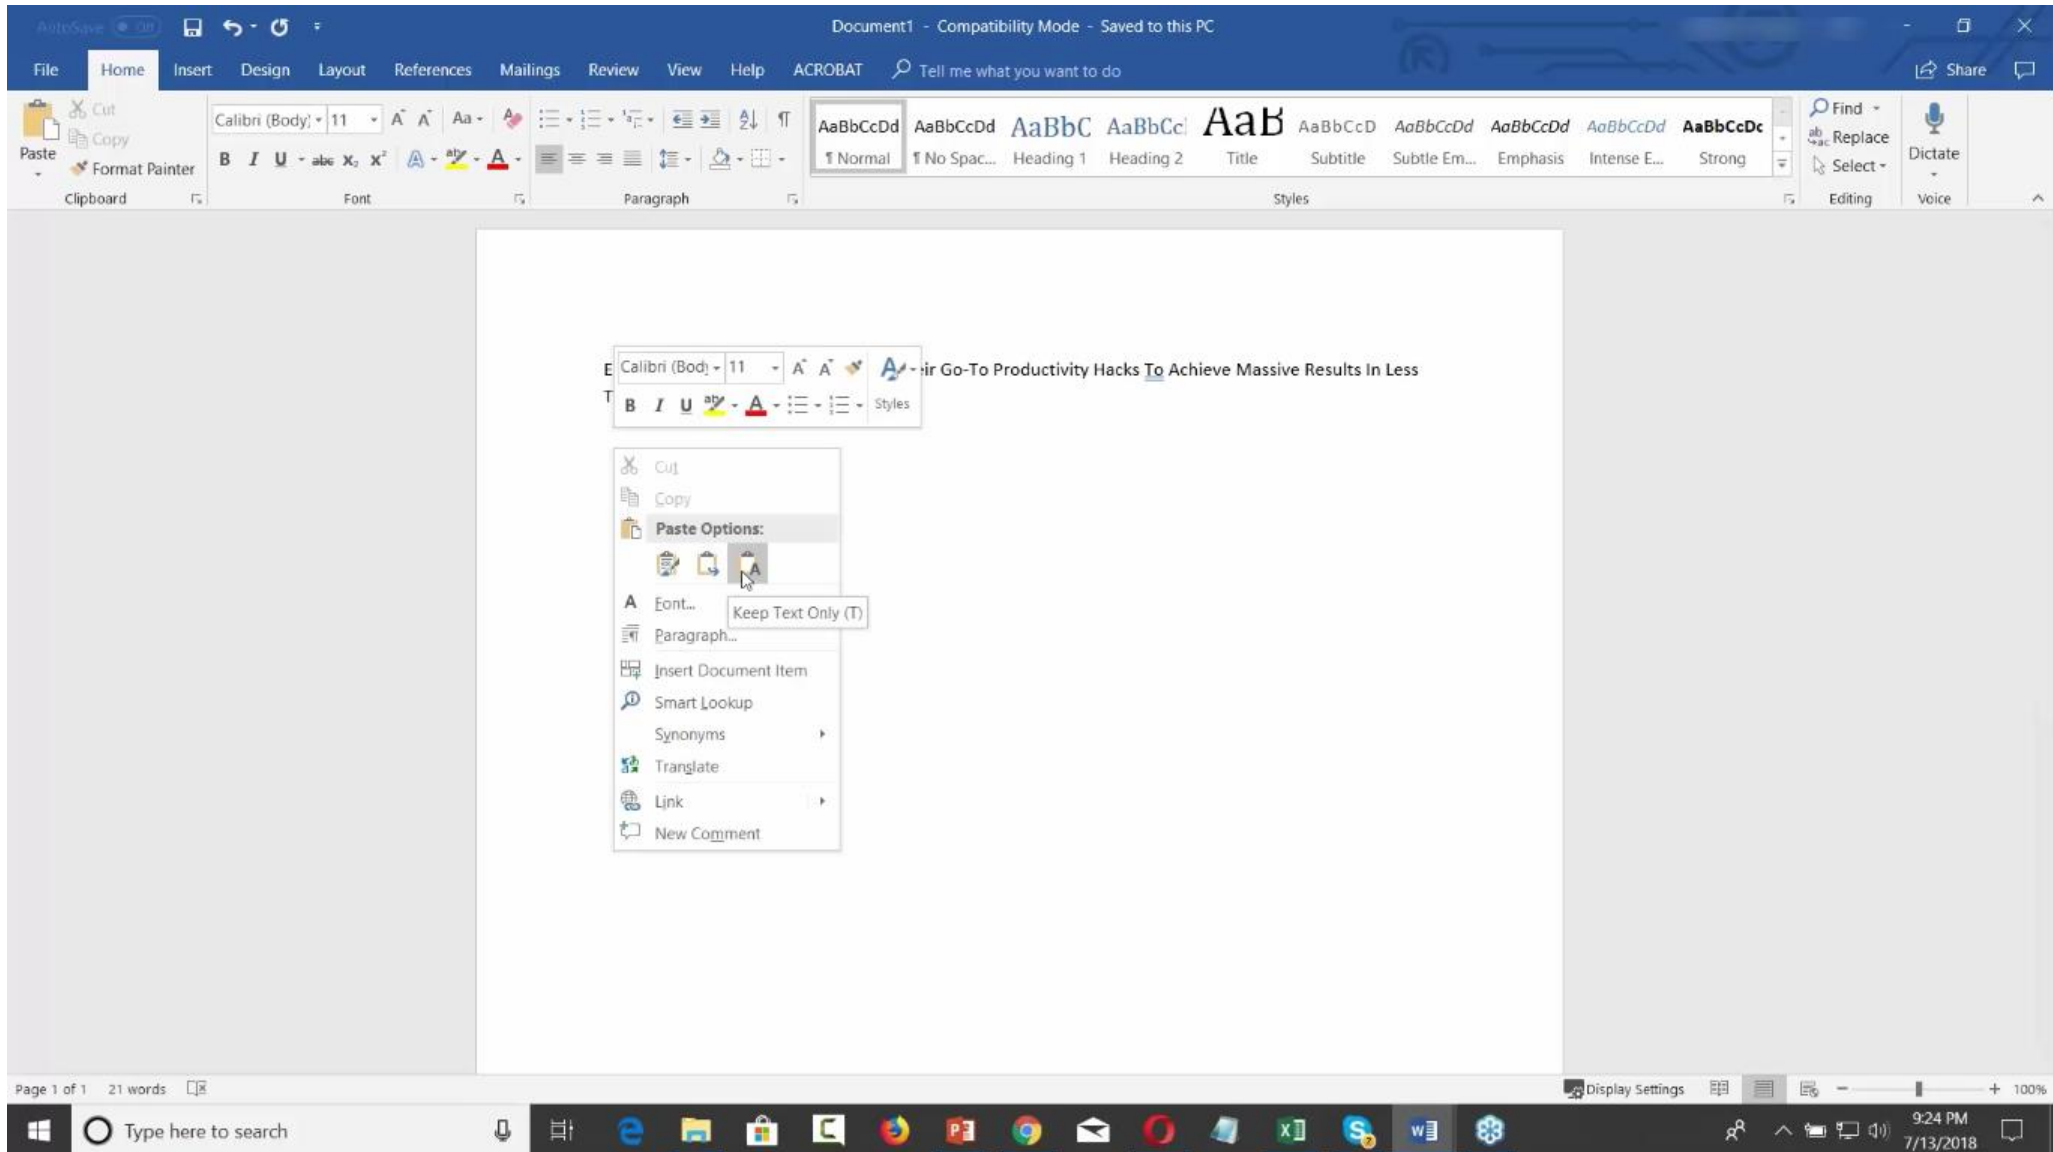 AutoSave Off
Document1 - Compatibility Mode - Saved to this PC
File Home Insert Design Layout References Mailings Review View Help ACROBAT Tell me what you want to do Share
Paste
Cut
Copy
Format Painter
Clipboard
Calibri (Body) 11
Font
Paragraph
AaBbCcDd AaBbCcDd AaBbC AaBbCc AaB AaBbCcD AaBbCcDd AaBbCcDd AaBbCcDd AaBbCcDc
¶ Normal ¶ No Spac... Heading 1 Heading 2 Title Subtitle Subtle Em... Emphasis Intense E... Strong
Styles
Find
Replace
Select
Editing
Dictate
Voice
E
eir Go-To Productivity Hacks To Achieve Massive Results In Less
T
Calibri (Body 11
B I U Styles
Cut
Copy
Paste Options:
Font...
Keep Text Only (T)
Paragraph...
Insert Document Item
Smart Lookup
Synonyms
Translate
Link
New Comment
Page 1 of 1 21 words Display Settings 100%
Type here to search
9:24 PM
7/13/2018